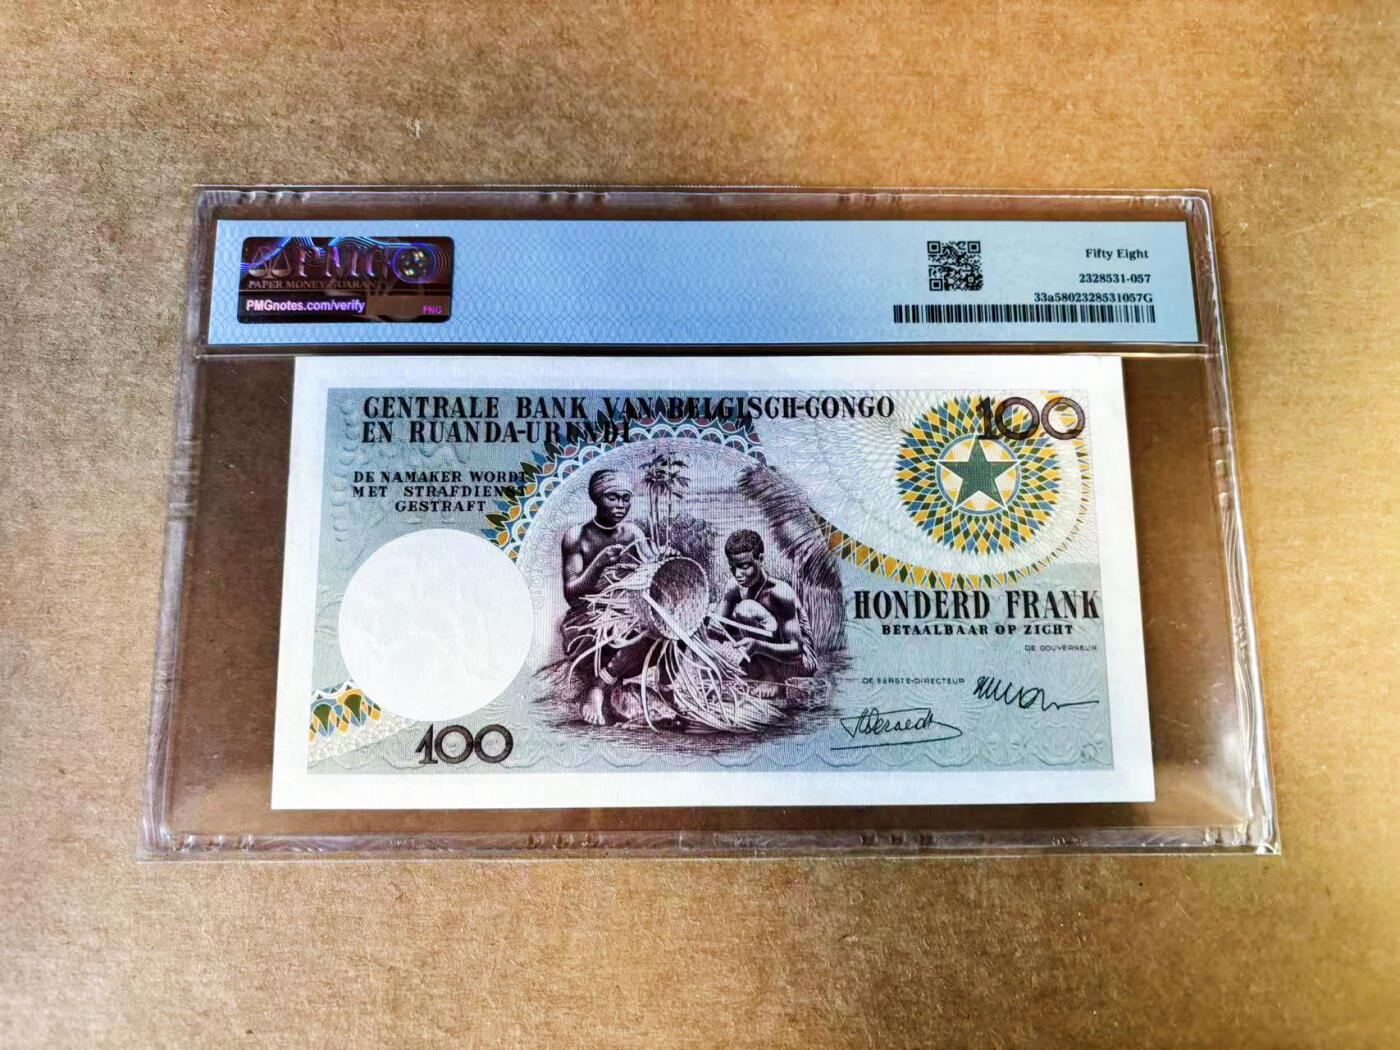 PMG
PAPER MONEY GUARANTY
PMGnotes.com/verify
FNG
Fifty Eight
2328531-057
33a5802328531057G
CENTRALE BANK VAN BELGISCH-CONGO
EN RUANDA-URUNDI
100
DE NAMAKER WORDT
MET STRAFDIENST
GESTRAFT
HONDERD FRANK
BETAALBAAR OP ZICHT
DE GOUVERNEUR
DE EERSTE-DIRECTEUR
100